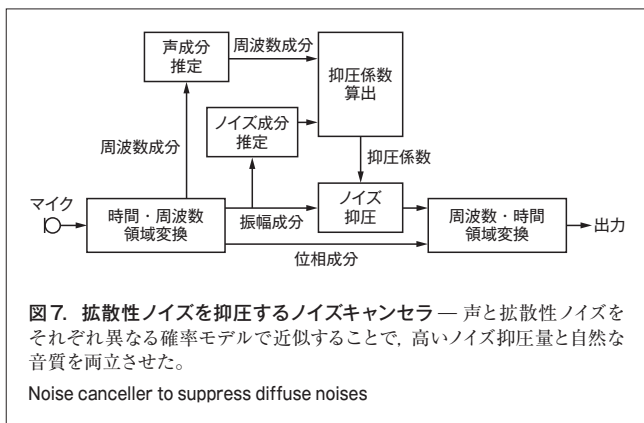 声成分
推定
周波数成分
抑圧係数
算出
ノイズ成分
推定
周波数成分
抑圧係数
マイク
時間・周波数
領域変換
振幅成分
ノイズ
抑圧
周波数・時間
領域変換
出力
位相成分
図7. 拡散性ノイズを抑圧するノイズキャンセラ — 声と拡散性ノイズを
それぞれ異なる確率モデルで近似することで, 高いノイズ抑圧量と自然な
音質を両立させた。
Noise canceller to suppress diffuse noises